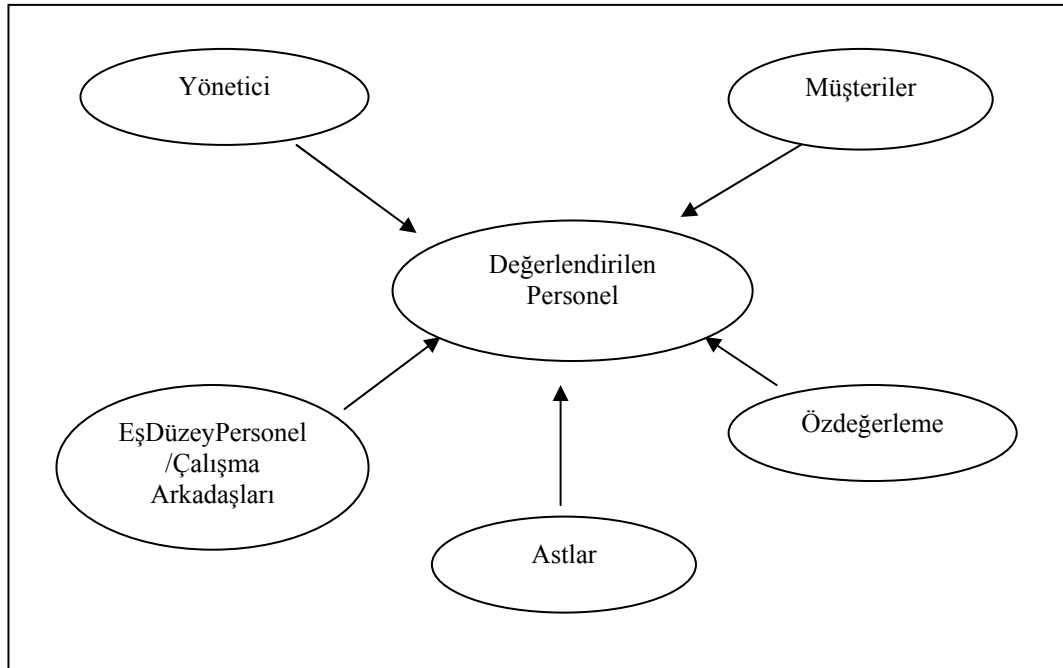 Yönetici
Müşteriler
Değerlendirilen
Personel
EşDüzeyPersonel
/Çalışma
Arkadaşları
Özdeğerleme
Astlar